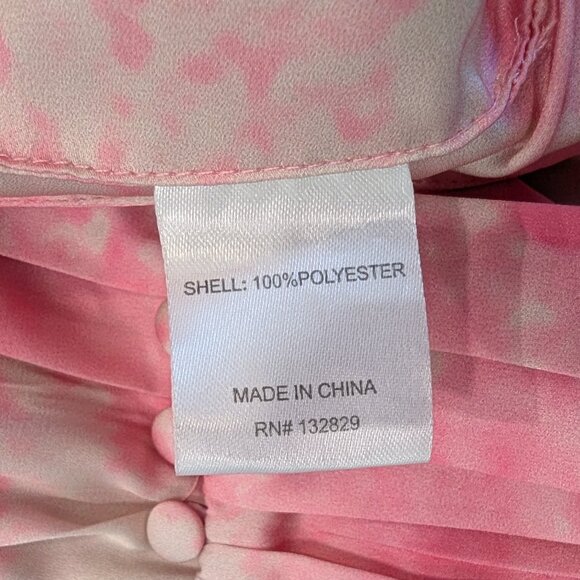 SHELL: 100%POLYESTER
MADE IN CHINA
RN# 132829